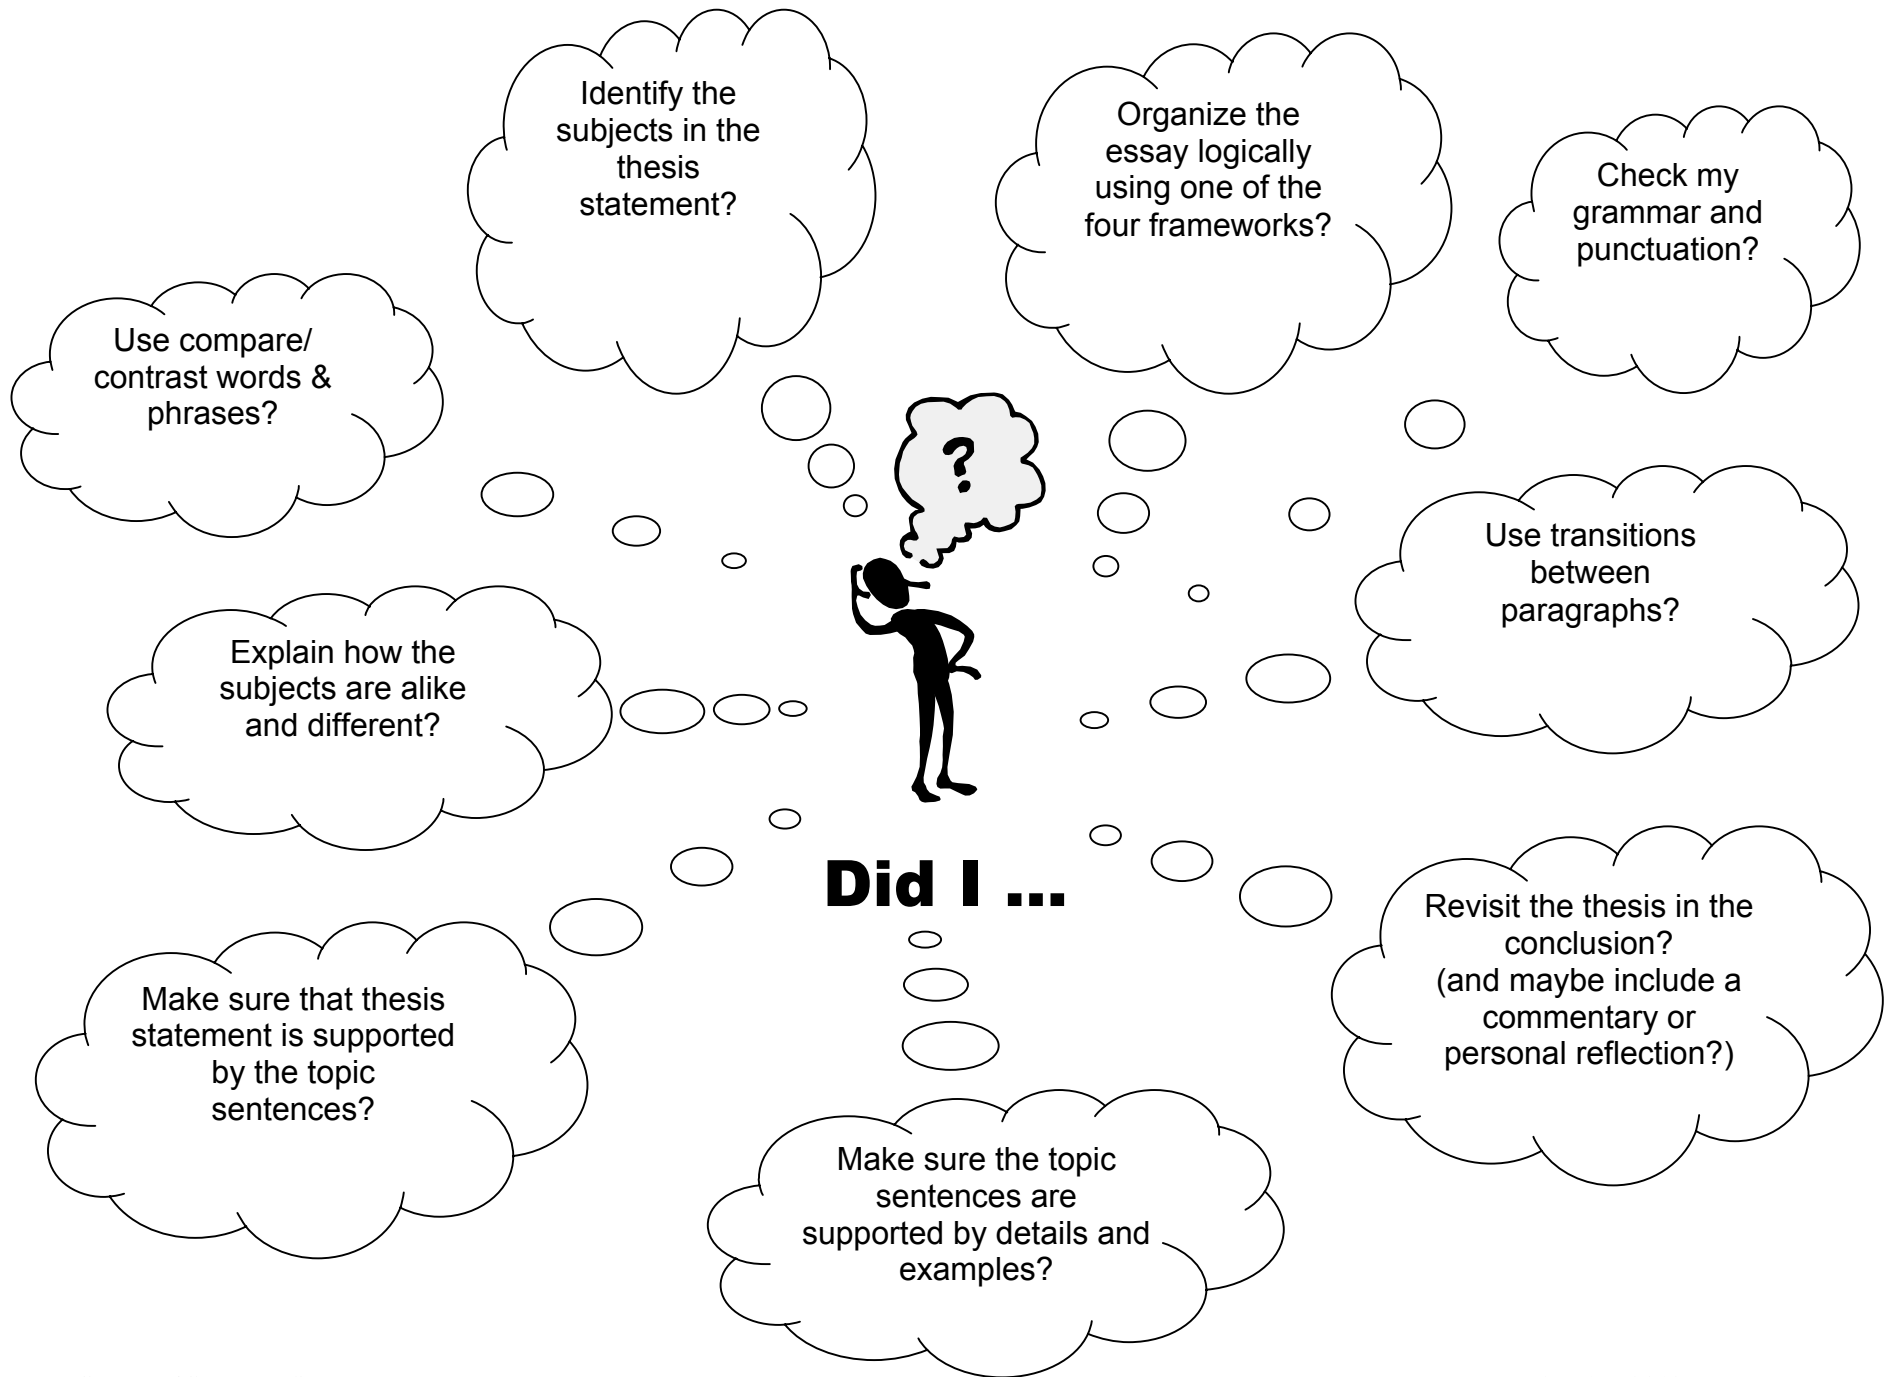 Identify the
subjects in the
thesis
statement?
Organize the
essay logically
using one of the
four frameworks?
Check my
grammar and
punctuation?
Use compare/
contrast words &
phrases?
?
Use transitions
between
paragraphs?
Explain how the
subjects are alike
and different?
Did I ...
Revisit the thesis in the
conclusion?
(and maybe include a
commentary or
personal reflection?)
Make sure that thesis
statement is supported
by the topic
sentences?
Make sure the topic
sentences are
supported by details and
examples?